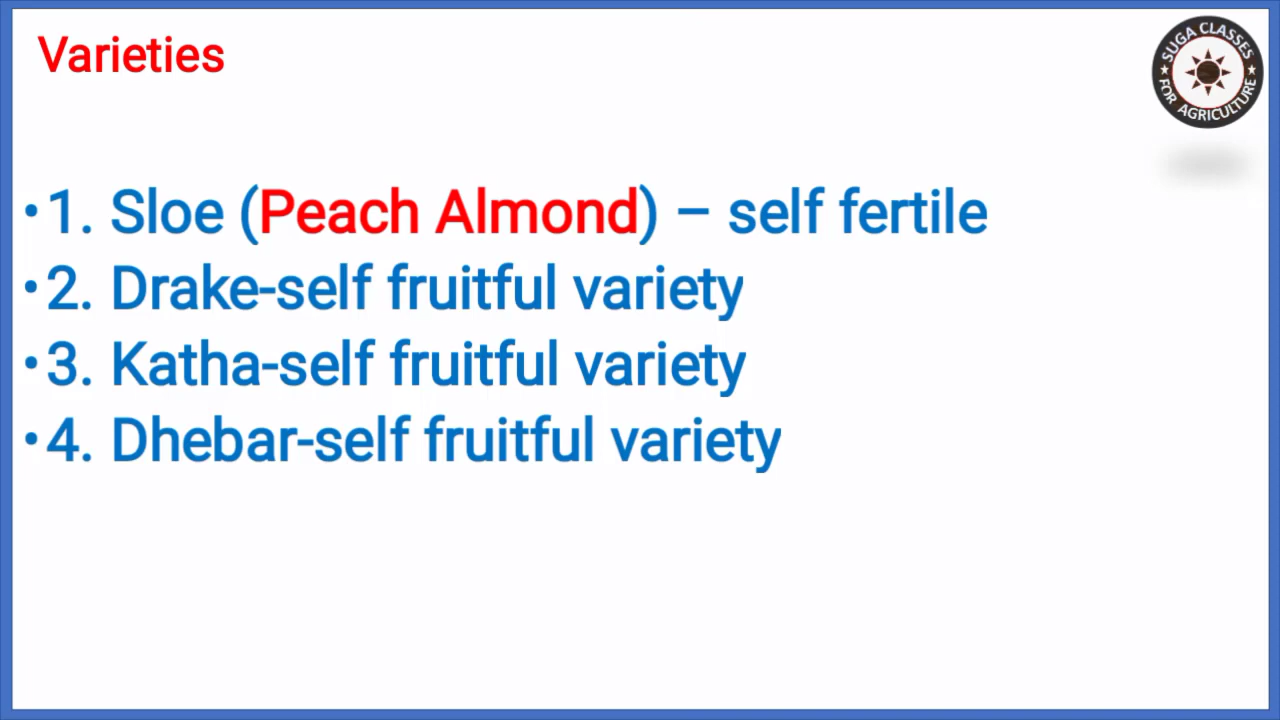 Varieties
SUGA CLASSES
FOR AGRICULTURE
•1. Sloe (Peach Almond) – self fertile
•2. Drake-self fruitful variety
•3. Katha-self fruitful variety
•4. Dhebar-self fruitful variety